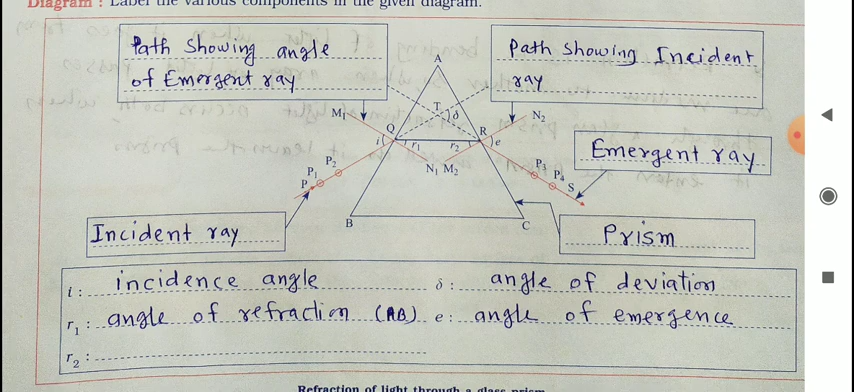 Diagram : Label the various components in the given diagram.
Path Showing angle
of Emergent ray
Path Showing Incident
ray
A
M1
T
δ
N2
Q
R
i
r1
r2
e
P2
P1
P
N1 M2
P3
P4
S
Emergent ray
B
C
Incident ray
Prism
i : incidence angle δ : angle of deviation
r1 : angle of refraction (AB) e : angle of emergence
r2 :
Refraction of light through a glass prism